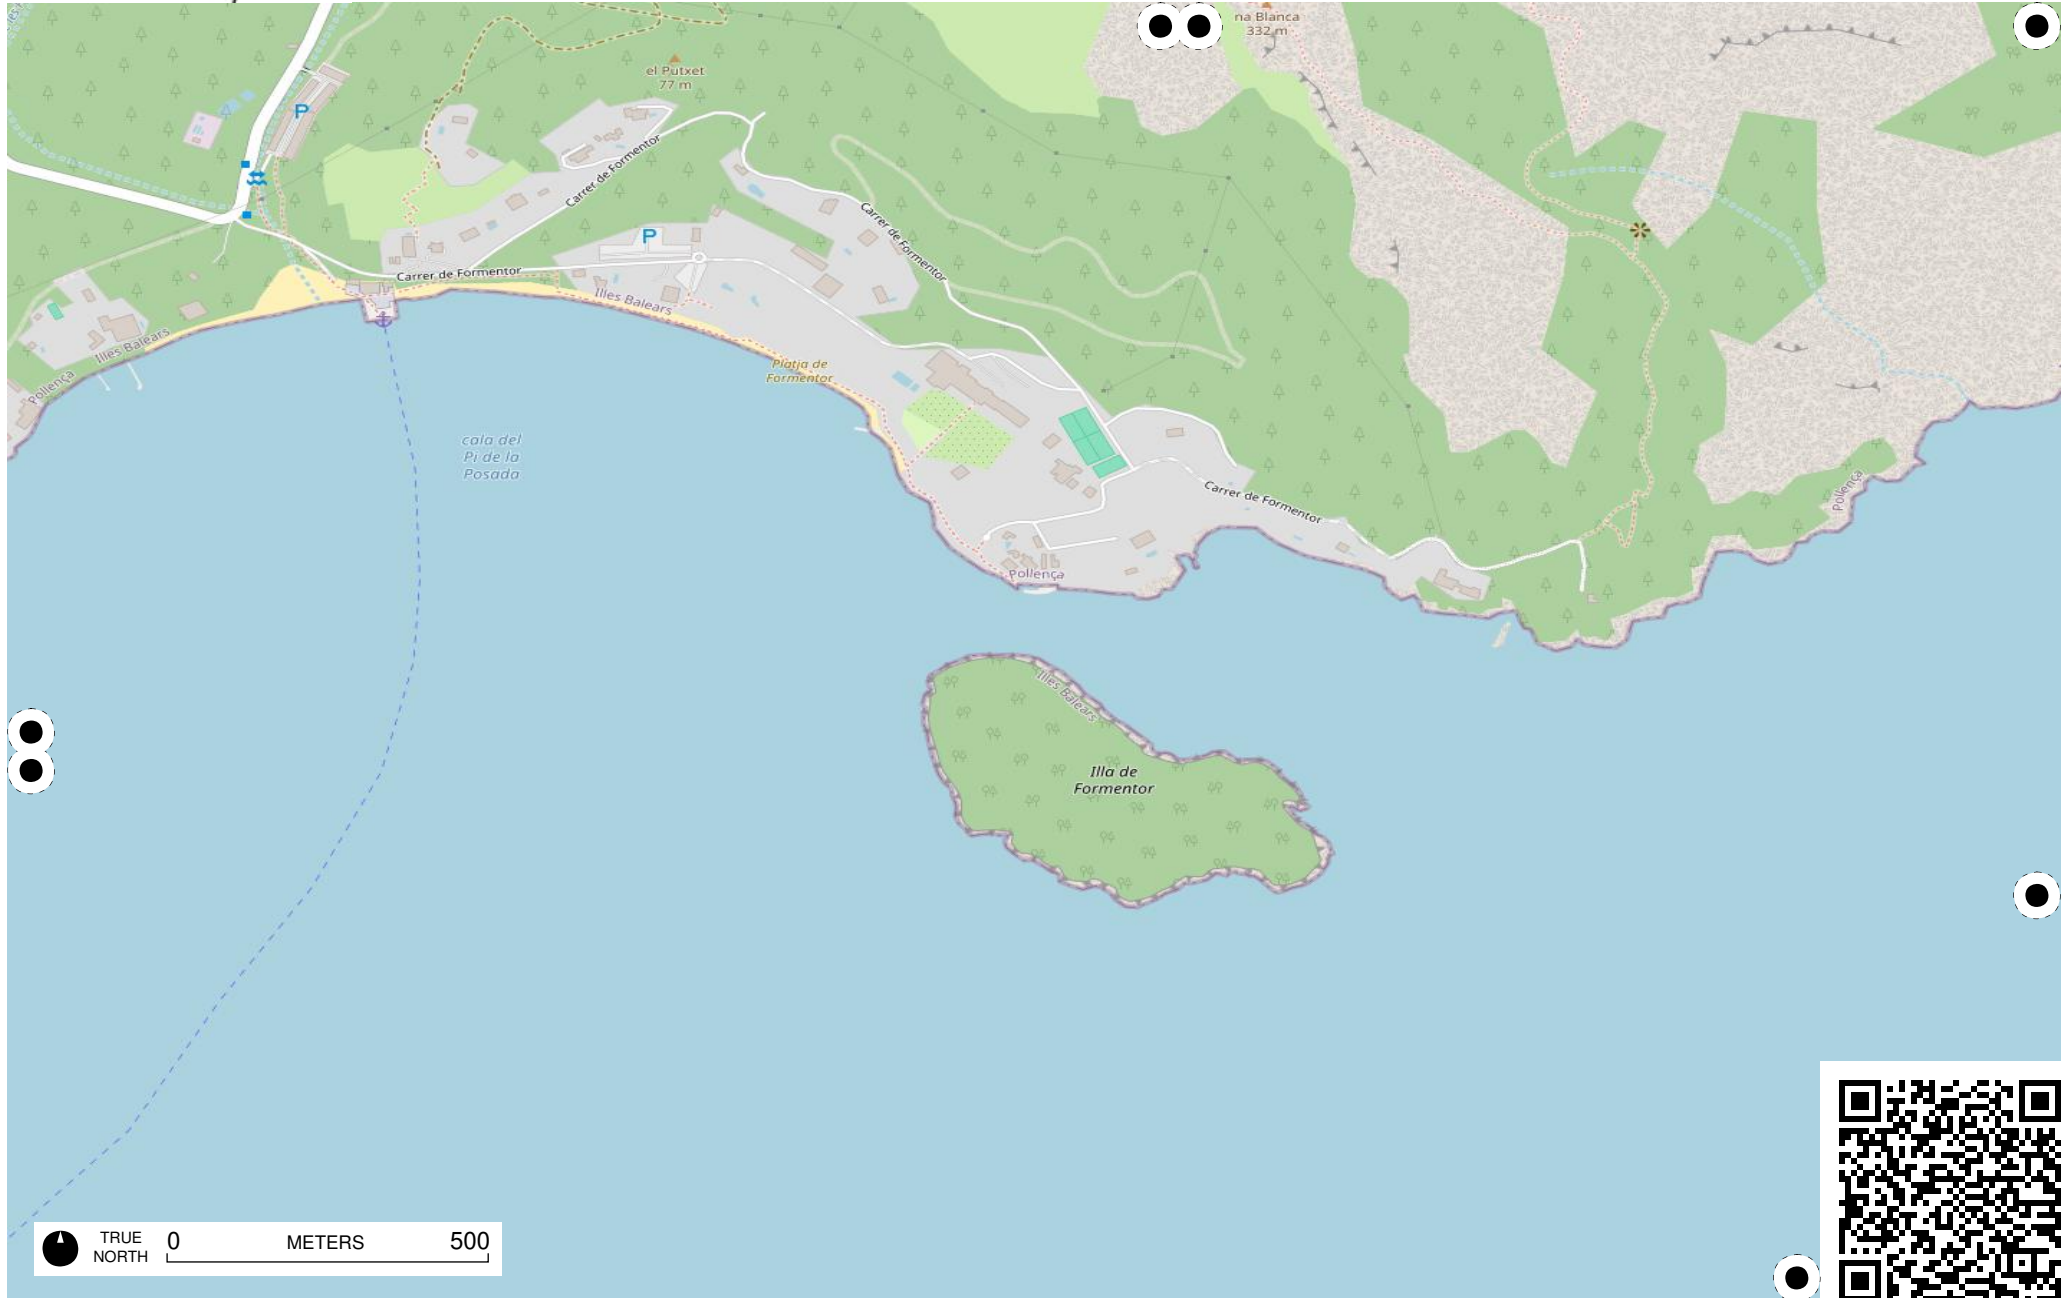 na Blanca
332 m
el Putxet
77 m
P
Carrer de Formentor
P
Carrer de Formentor
Carrer de Formentor
Illes Balears
Illes Balears
Platja de
Formentor
Pollença
cala del
Pi de la
Posada
Carrer de Formentor
Pollença
Pollença
Illes Balears
Illa de
Formentor
TRUE
NORTH
0
METERS
500